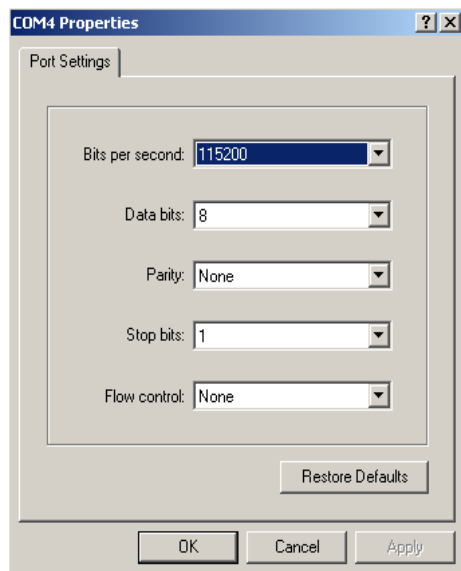 COM4 Properties
Port Settings
Bits per second: 115200
Data bits: 8
Parity: None
Stop bits: 1
Flow control: None
Restore Defaults
OK Cancel Apply